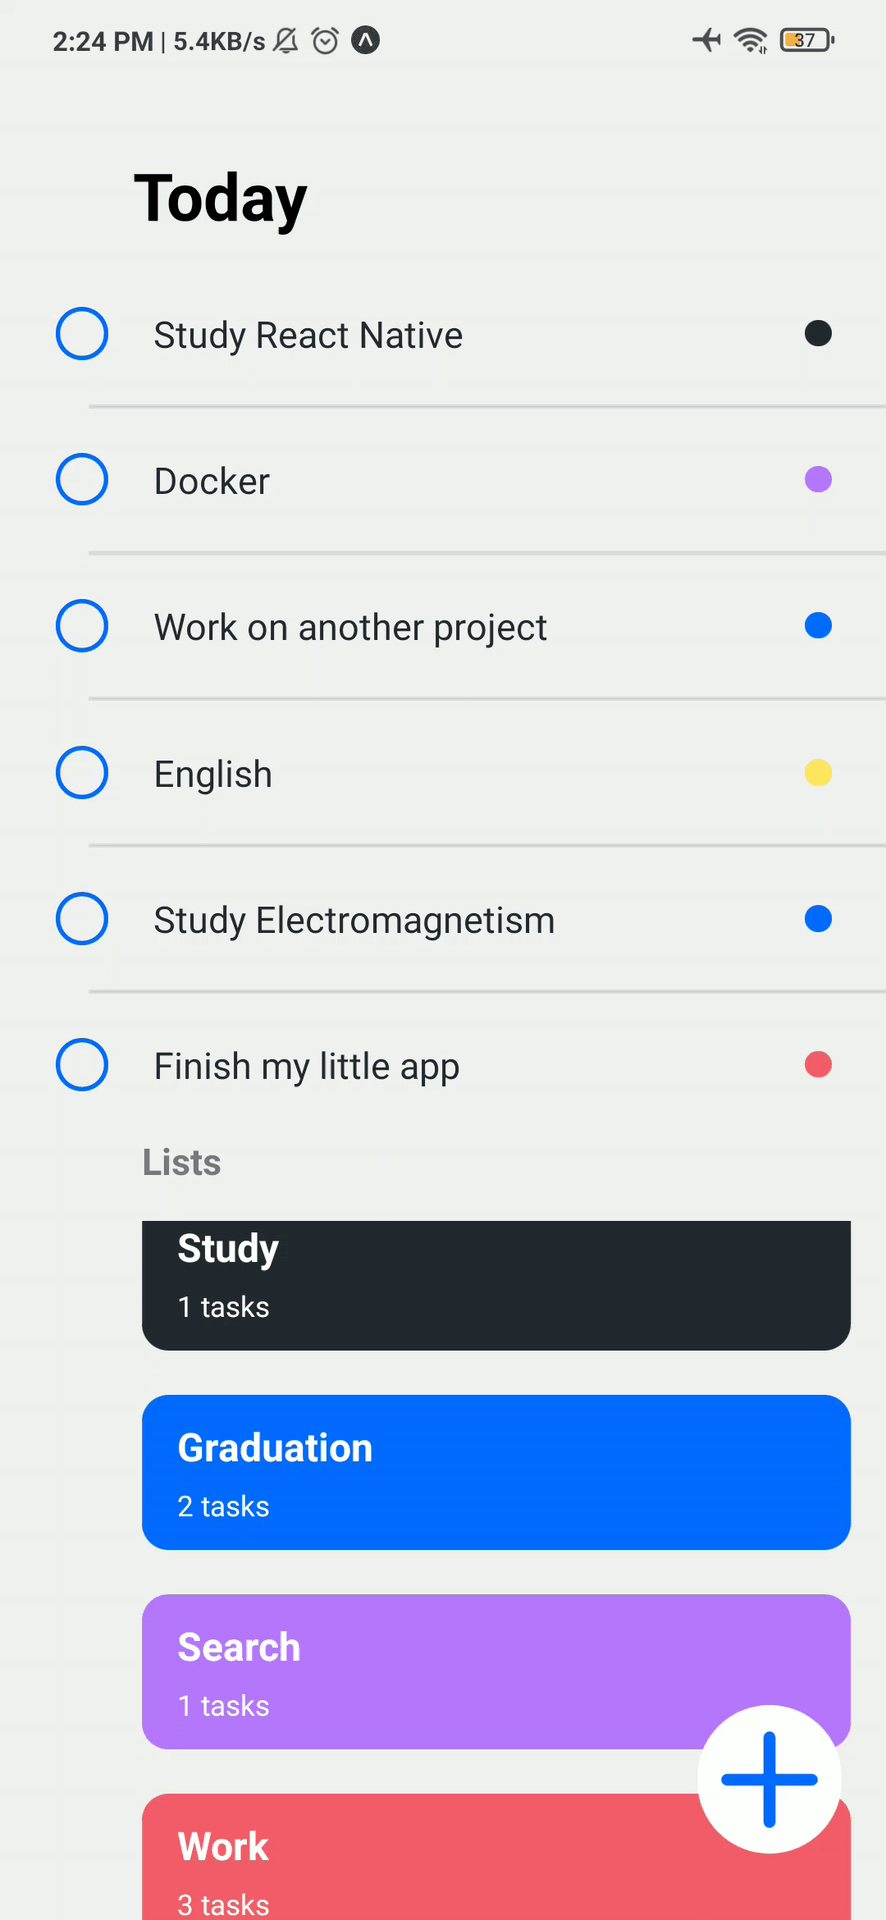 2:24 PM | 5.4KB/s
37
Today
Study React Native
Docker
Work on another project
English
Study Electromagnetism
Finish my little app
Lists
Study
1 tasks
Graduation
2 tasks
Search
1 tasks
Work
3 tasks